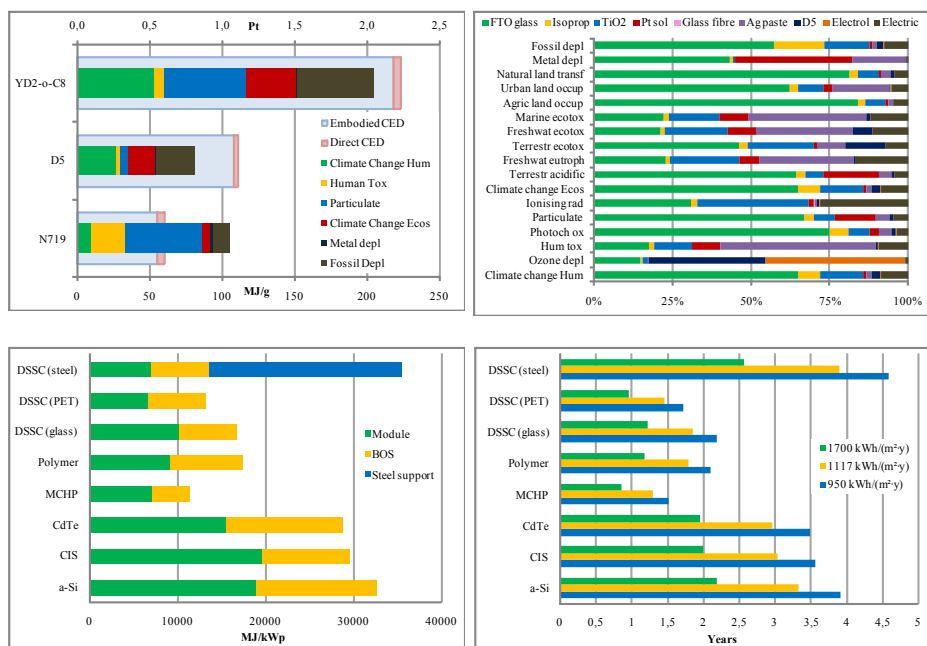 0,0 0,5 1,0 1,5 2,0 2,5
Pt
YD2-o-C8
D5
N719
Embodied CED
Direct CED
Climate Change Hum
Human Tox
Particulate
Climate Change Ecos
Metal depl
Fossil Depl
0 50 100 150 200 250
MJ/g
FTO glass Isoprop TiO2 Pt sol Glass fibre Ag paste D5 Electrol Electric
Fossil depl
Metal depl
Natural land transf
Urban land occup
Agric land occup
Marine ecotox
Freshwat ecotox
Terrestr ecotox
Freshwat eutroph
Terrestr acidific
Climate change Ecos
Ionising rad
Particulate
Photoch ox
Hum tox
Ozone depl
Climate change Hum
0% 25% 50% 75% 100%
DSSC (steel)
DSSC (PET)
DSSC (glass)
Polymer
MCHP
CdTe
CIS
a-Si
Module
BOS
Steel support
0 10000 20000 30000 40000
MJ/kWp
DSSC (steel)
DSSC (PET)
DSSC (glass)
Polymer
MCHP
CdTe
CIS
a-Si
1700 kWh/(m²·y)
1117 kWh/(m²·y)
950 kWh/(m²·y)
0 0,5 1 1,5 2 2,5 3 3,5 4 4,5 5
Years